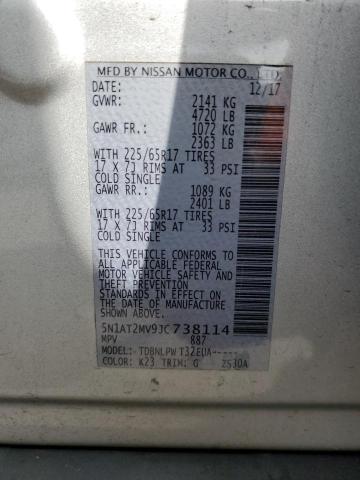 MFD BY NISSAN MOTOR CO., LTD.
DATE: 12/17
GVWR: 2141 KG
4720 LB
GAWR FR.: 1072 KG
2363 LB
WITH 225/65R17 TIRES
17 X 7J RIMS AT 33 PSI
COLD SINGLE
GAWR RR.: 1089 KG
2401 LB
WITH 225/65R17 TIRES
17 X 7J RIMS AT 33 PSI
COLD SINGLE
THIS VEHICLE CONFORMS TO
ALL APPLICABLE FEDERAL
MOTOR VEHICLE SAFETY AND
THEFT PREVENTION
STANDARDS IN EFFECT ON
THE DATE OF MANUFACTURE
SHOWN ABOVE.
5N1AT2MV9JC738114
MPV 887
MODEL: TDBNLPW T32EUA-----
COLOR: K23 TRIM: G 2530A